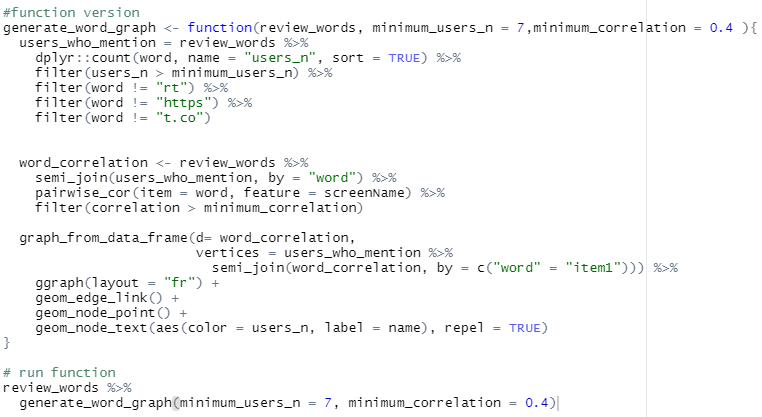 #function version
generate_word_graph <- function(review_words, minimum_users_n = 7,minimum_correlation = 0.4 ){
  users_who_mention = review_words %>%
    dplyr::count(word, name = "users_n", sort = TRUE) %>%
    filter(users_n > minimum_users_n) %>%
    filter(word != "rt") %>%
    filter(word != "https") %>%
    filter(word != "t.co")

  word_correlation <- review_words %>%
    semi_join(users_who_mention, by = "word") %>%
    pairwise_cor(item = word, feature = screenName) %>%
    filter(correlation > minimum_correlation)

  graph_from_data_frame(d= word_correlation,
                        vertices = users_who_mention %>%
                          semi_join(word_correlation, by = c("word" = "item1"))) %>%
    ggraph(layout = "fr") +
    geom_edge_link() +
    geom_node_point() +
    geom_node_text(aes(color = users_n, label = name), repel = TRUE)
}

# run function
review_words %>%
  generate_word_graph(minimum_users_n = 7, minimum_correlation = 0.4)